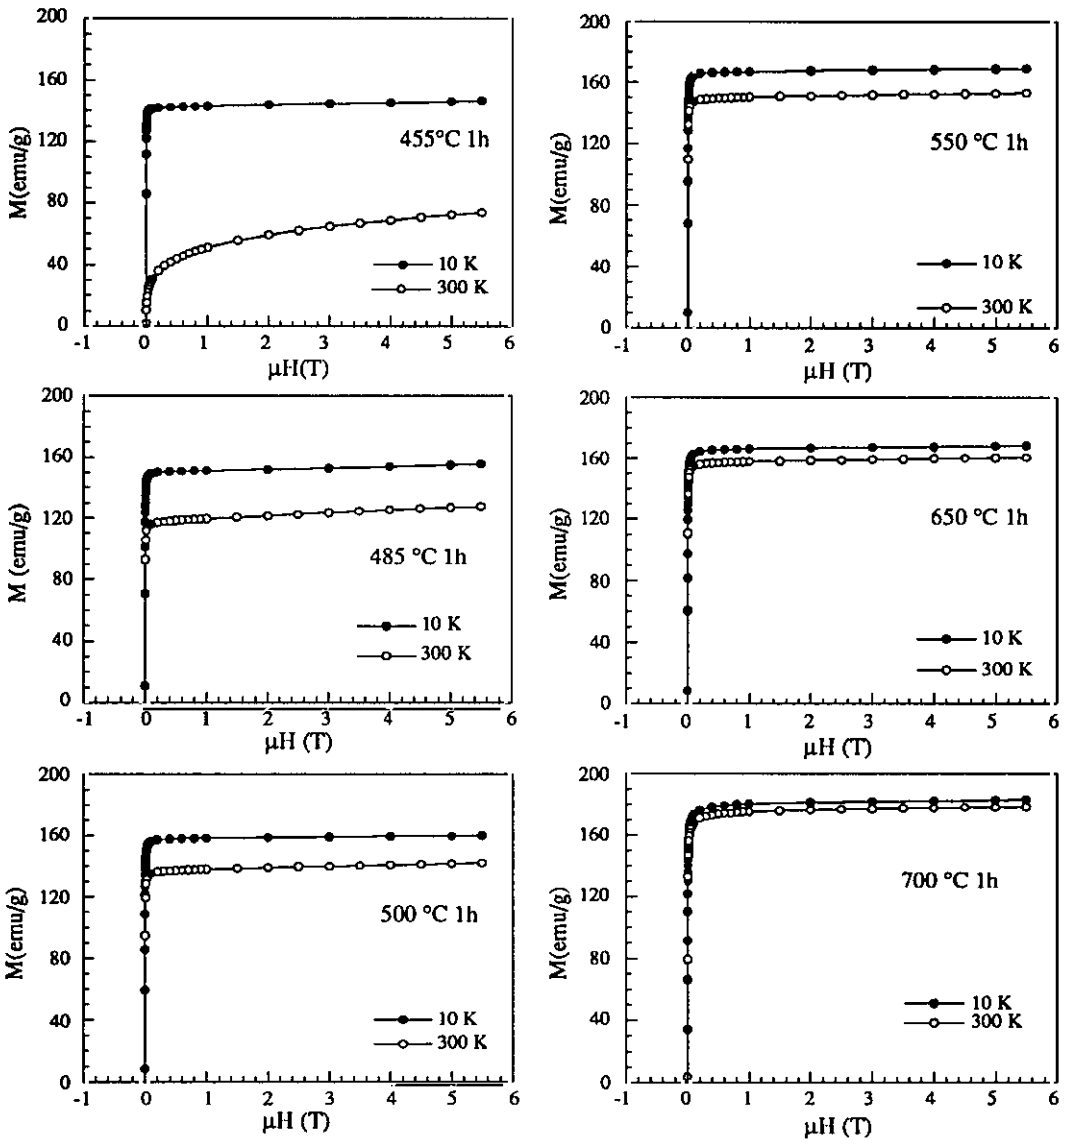 200
160
120
80
40
0
M(emu/g)
455°C 1h
10 K
300 K
-1 0 1 2 3 4 5 6
µH(T)
200
160
120
80
40
0
M(emu/g)
550 °C 1h
10 K
300 K
-1 0 1 2 3 4 5 6
µH (T)
200
160
120
80
40
0
M (emu/g)
485 °C 1h
10 K
300 K
-1 0 1 2 3 4 5 6
µH (T)
200
160
120
80
40
0
M(emu/g)
650 °C 1h
10 K
300 K
-1 0 1 2 3 4 5 6
µH (T)
200
160
120
80
40
0
M(emu/g)
500 °C 1h
10 K
300 K
-1 0 1 2 3 4 5 6
µH (T)
200
160
120
80
40
0
M(emu/g)
700 °C 1h
10 K
300 K
-1 0 1 2 3 4 5 6
µH (T)